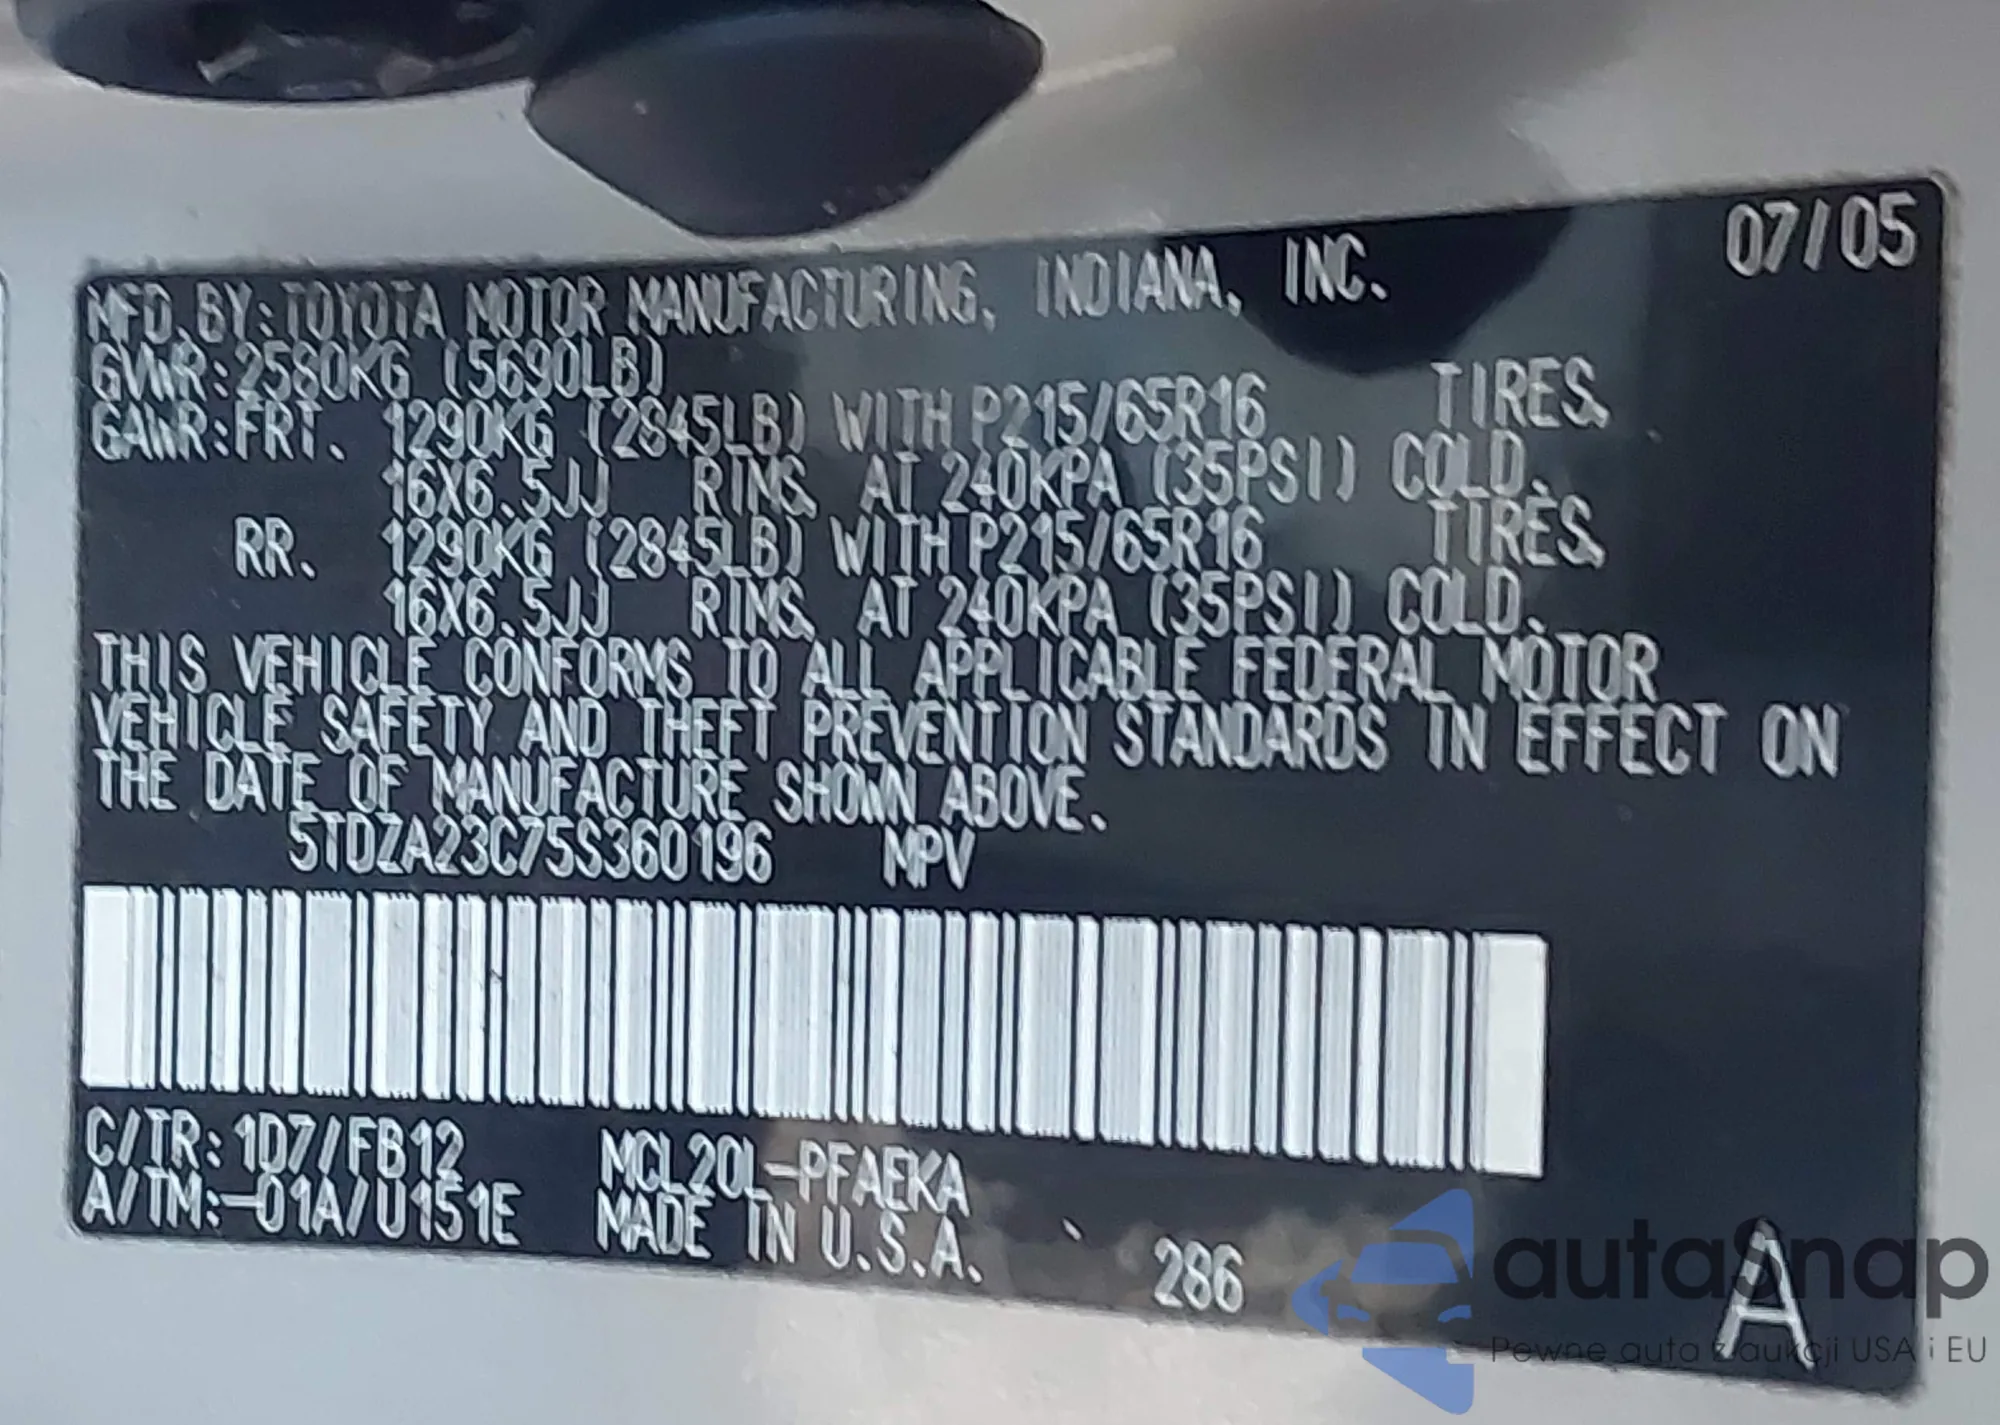 07/05
MFD.BY:TOYOTA MOTOR MANUFACTURING, INDIANA, INC.
GVWR:2580KG (5690LB)
GAWR:FRT. 1290KG (2845LB) WITH P215/65R16 TIRES,
16X6.5JJ RIMS, AT 240KPA (35PSI) COLD.
RR. 1290KG (2845LB) WITH P215/65R16 TIRES,
16X6.5JJ RIMS, AT 240KPA (35PSI) COLD.
THIS VEHICLE CONFORMS TO ALL APPLICABLE FEDERAL MOTOR
VEHICLE SAFETY AND THEFT PREVENTION STANDARDS IN EFFECT ON
THE DATE OF MANUFACTURE SHOWN ABOVE.
5TDZA23C75S360196 MPV
C/TR:1D7/FB12 MCL20L-PFAEKA
A/TM:-01A/U151E MADE IN U.S.A. 286 A
autoSnap
Pewne auto z aukcji USA i EU